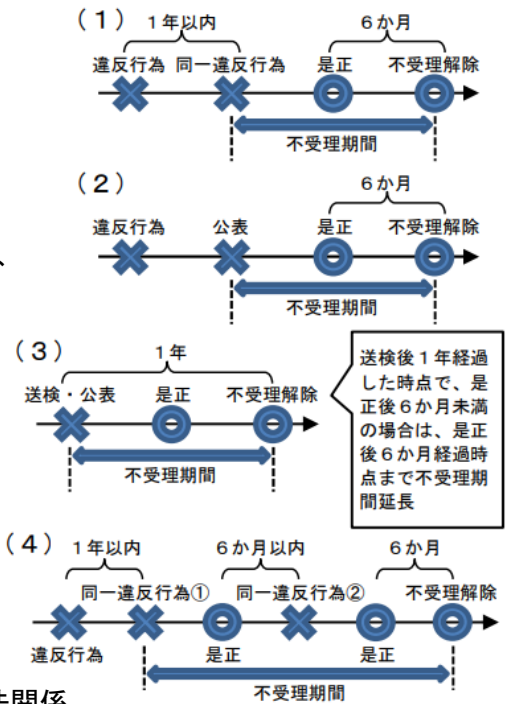 (1) 1年以内 6か月
違反行為 同一違反行為 是正 不受理解除
不受理期間
(2) 6か月
違反行為 公表 是正 不受理解除
、
不受理期間
(3) 1年
送検・公表 是正 不受理解除
不受理期間
送検後1年経過
した時点で、是
正後6か月未満
の場合は、是正
後6か月経過時
点まで不受理期
間延長
(4) 1年以内 6か月以内 6か月
同一違反行為① 同一違反行為② 不受理解除
違反行為 是正 是正
不受理期間
関係